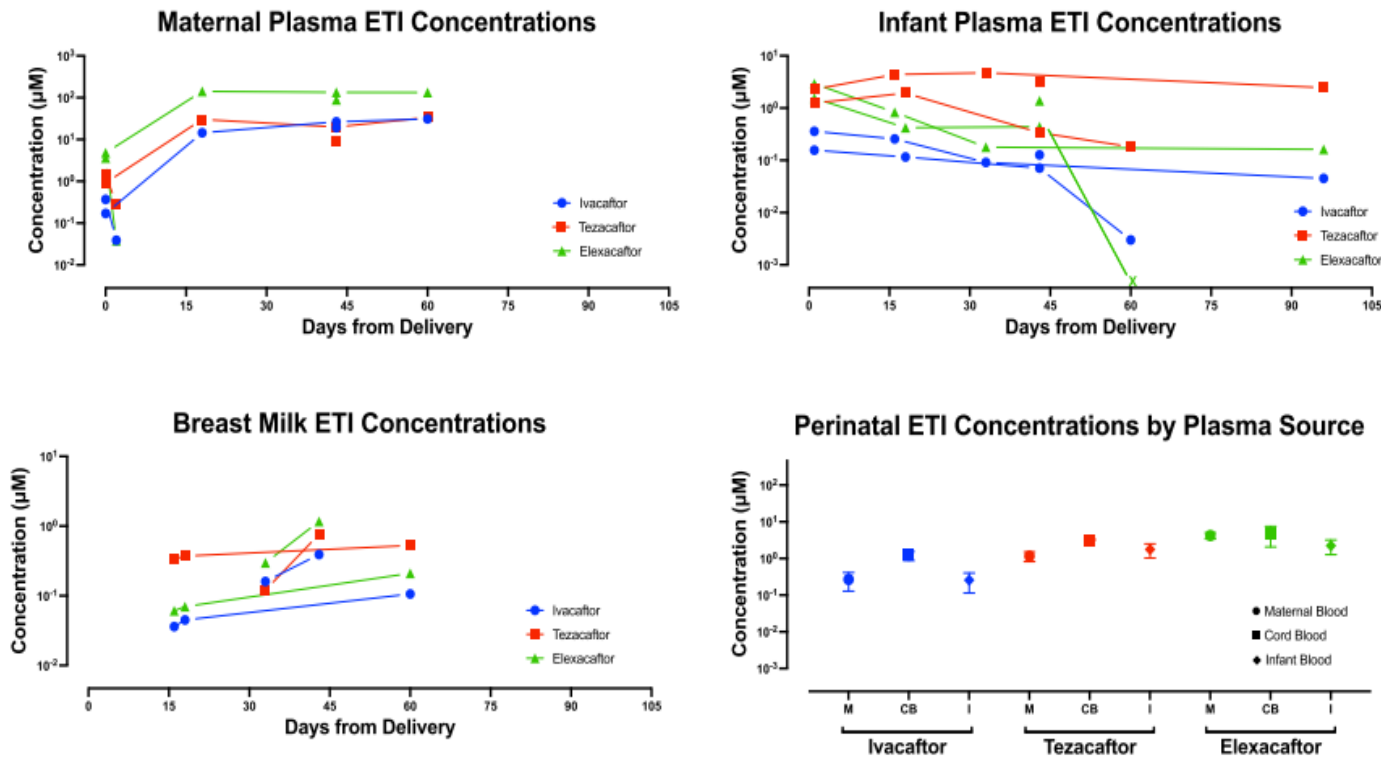 Maternal Plasma ETI Concentrations
Concentration (µM)
10³
10²
10¹
10⁰
10⁻¹
10⁻²
Ivacaftor
Tezacaftor
Elexacaftor
0 15 30 45 60 75 90 105
Days from Delivery
Infant Plasma ETI Concentrations
Concentration (µM)
10¹
10⁰
10⁻¹
10⁻²
10⁻³
X
Ivacaftor
Tezacaftor
Elexacaftor
0 15 30 45 60 75 90 105
Days from Delivery
Breast Milk ETI Concentrations
Concentration (µM)
10¹
10⁰
10⁻¹
10⁻²
Ivacaftor
Tezacaftor
Elexacaftor
0 15 30 45 60 75 90 105
Days from Delivery
Perinatal ETI Concentrations by Plasma Source
Concentration (µM)
10²
10¹
10⁰
10⁻¹
10⁻²
10⁻³
Maternal Blood
Cord Blood
Infant Blood
M CB I M CB I M CB I
Ivacaftor Tezacaftor Elexacaftor